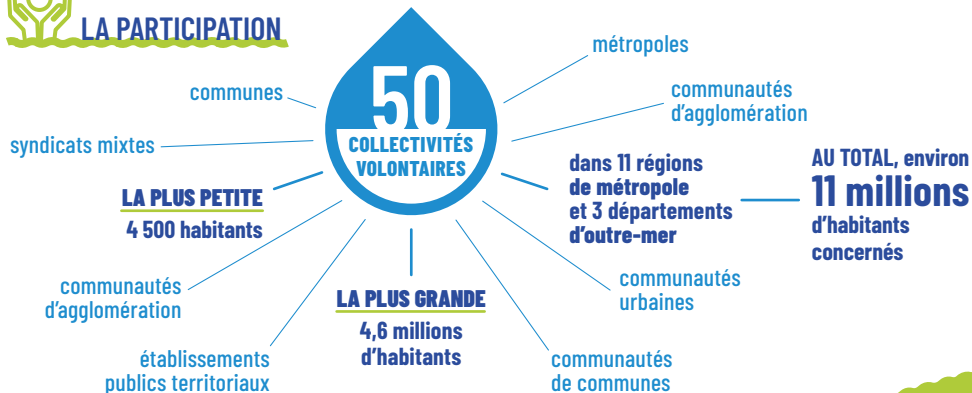 LA PARTICIPATION
50
COLLECTIVITÉS
VOLONTAIRES
communes
syndicats mixtes
LA PLUS PETITE
4 500 habitants
communautés
d'agglomération
établissements
publics territoriaux
LA PLUS GRANDE
4,6 millions
d'habitants
métropoles
communautés
d'agglomération
dans 11 régions
de métropole
et 3 départements
d'outre-mer
AU TOTAL, environ
11 millions
d'habitants
concernés
communautés
urbaines
communautés
de communes